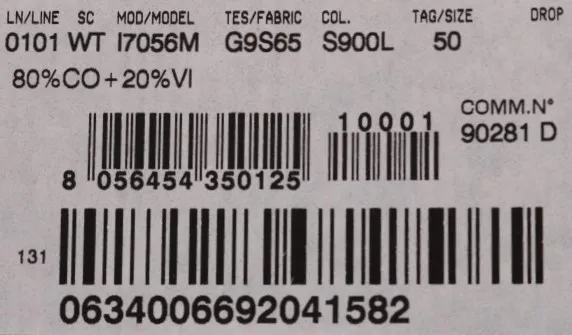 LN/LINE SC MOD/MODEL TES/FABRIC COL. TAG/SIZE DROP
0101 WT I7056M G9S65 S900L 50
80%CO+20%VI
COMM.N°
90281 D
10001
8 056454 350125
131
0634006692041582